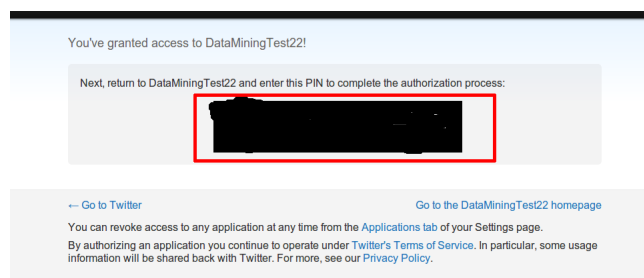 You've granted access to DataMiningTest22!
Next, return to DataMiningTest22 and enter this PIN to complete the authorization process:
← Go to Twitter
Go to the DataMiningTest22 homepage
You can revoke access to any application at any time from the Applications tab of your Settings page.
By authorizing an application you continue to operate under Twitter's Terms of Service. In particular, some usage
information will be shared back with Twitter. For more, see our Privacy Policy.